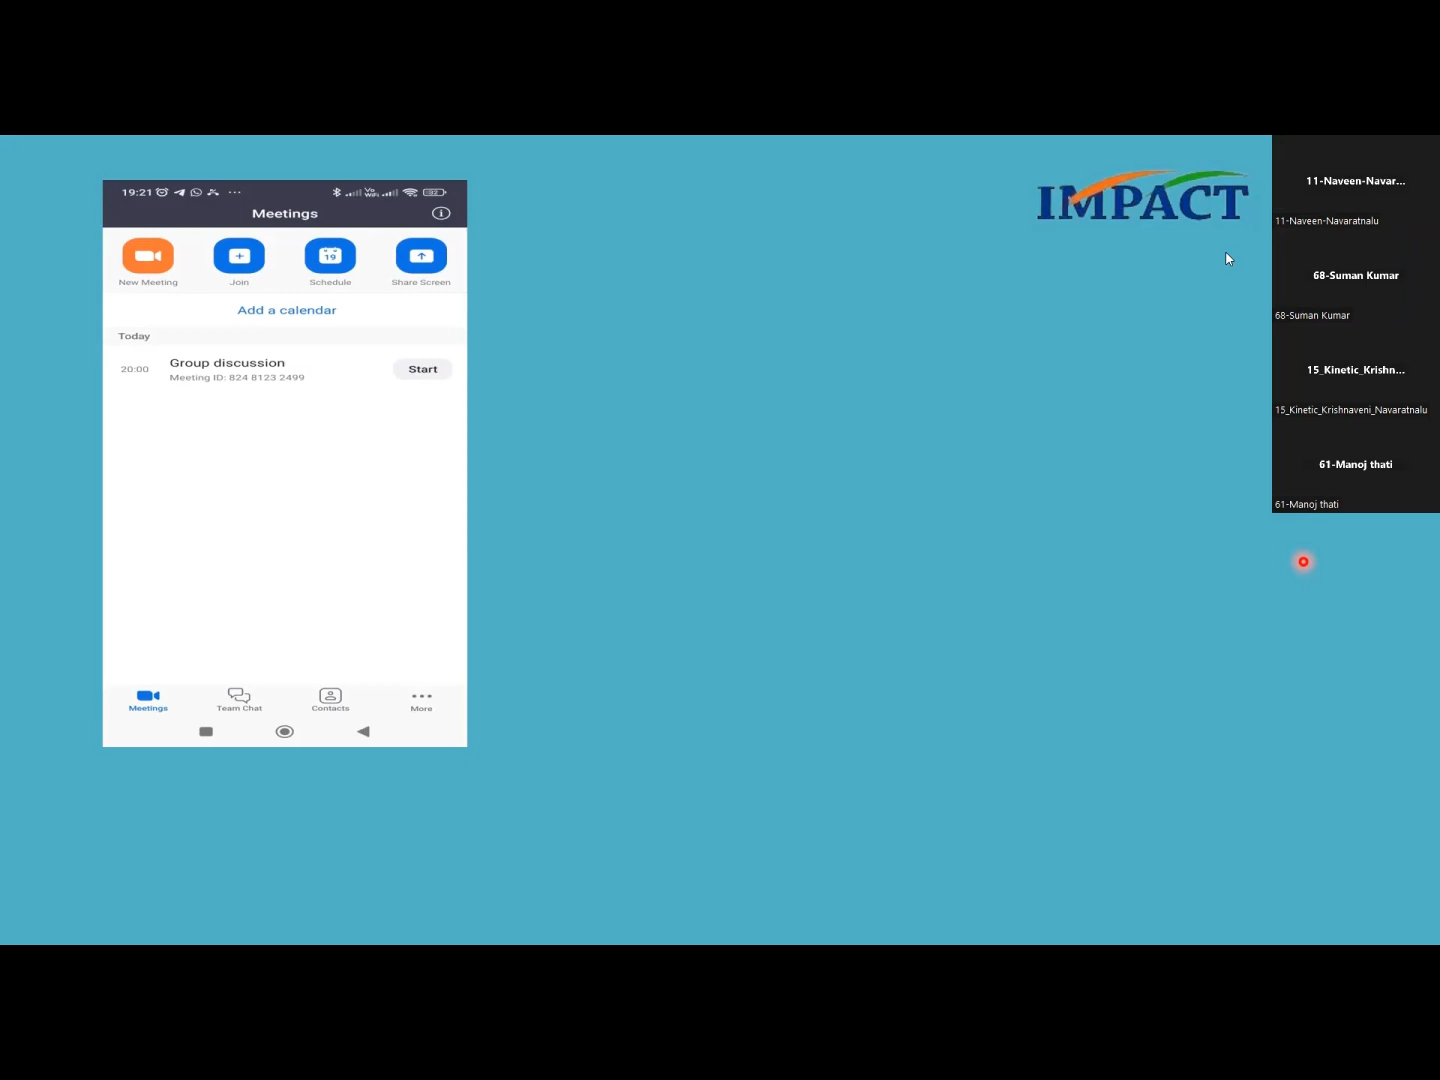 19:21
Meetings
New Meeting
Join
19
Schedule
Share Screen
Add a calendar
Today
20:00
Group discussion
Meeting ID: 824 8123 2499
Start
Meetings
Team Chat
Contacts
More
IMPACT
11-Naveen-Navar...
11-Naveen-Navaratnalu
68-Suman Kumar
68-Suman Kumar
15_Kinetic_Krishn...
15_Kinetic_Krishnaveni_Navaratnalu
61-Manoj thati
61-Manoj thati